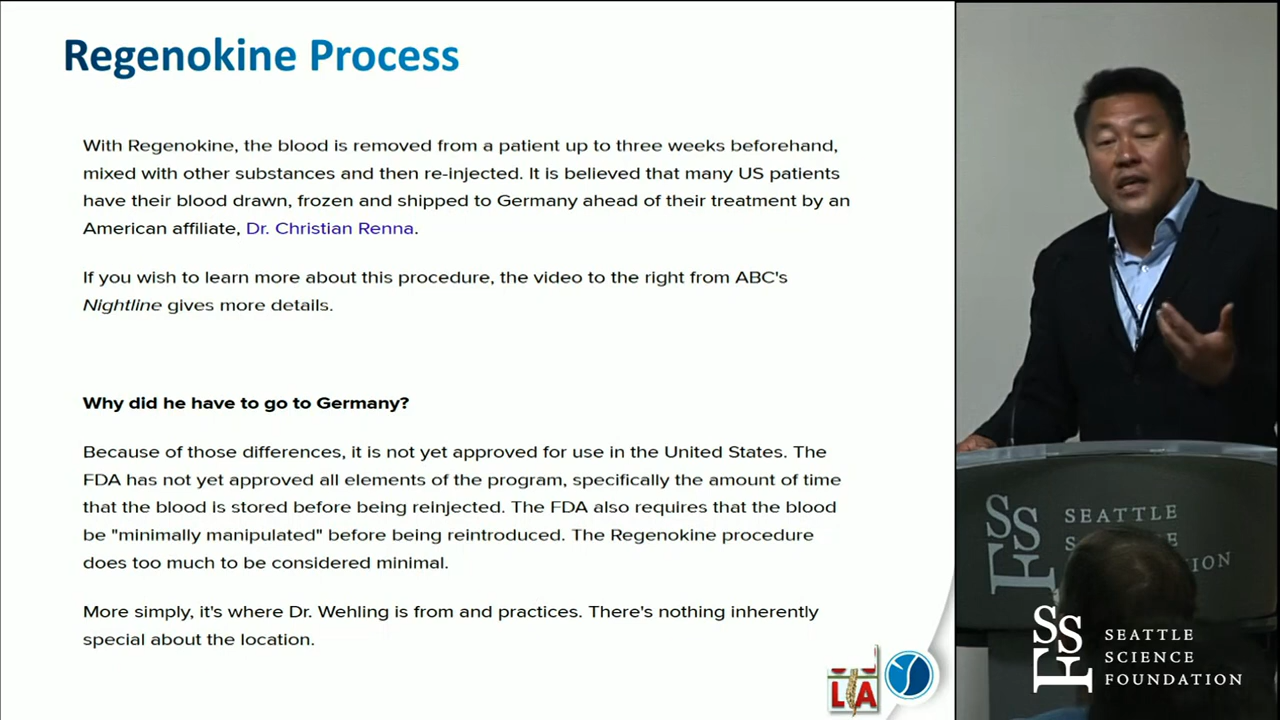 Regenokine Process
With Regenokine, the blood is removed from a patient up to three weeks beforehand,
mixed with other substances and then re-injected. It is believed that many US patients
have their blood drawn, frozen and shipped to Germany ahead of their treatment by an
American affiliate, Dr. Christian Renna.
If you wish to learn more about this procedure, the video to the right from ABC's
Nightline gives more details.
Why did he have to go to Germany?
Because of those differences, it is not yet approved for use in the United States. The
FDA has not yet approved all elements of the program, specifically the amount of time
that the blood is stored before being reinjected. The FDA also requires that the blood
be "minimally manipulated" before being reintroduced. The Regenokine procedure
does too much to be considered minimal.
More simply, it's where Dr. Wehling is from and practices. There's nothing inherently
special about the location.
L A
SSF
SEATTLE
SSF
SEATTLE
SCIENCE
FOUNDATION